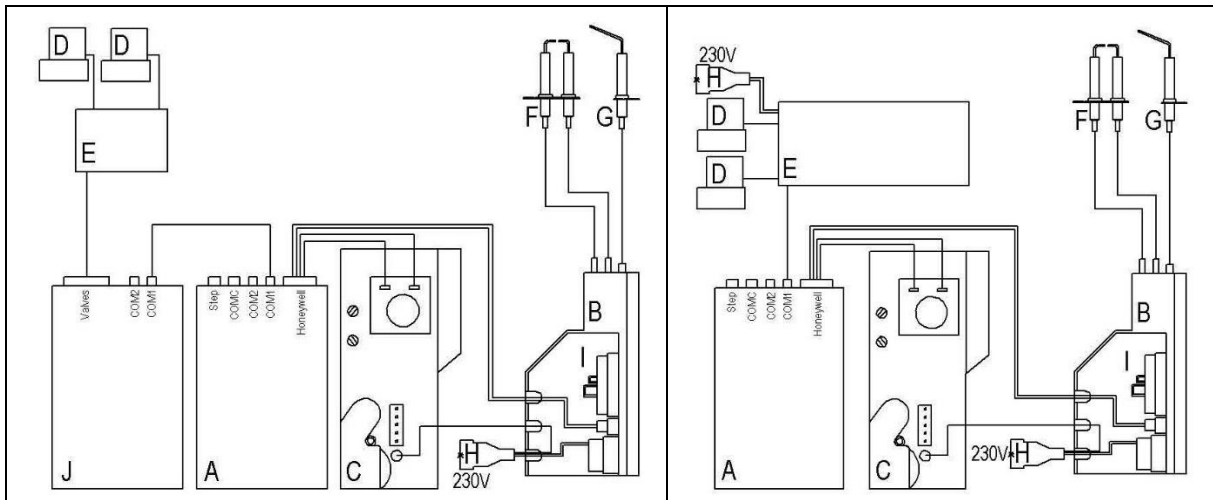 D D
F G
E
Valves COM2 COM1 Step COMC COM2 COM1 Honeywell
B
I
J A C H
230V
230V
H
D
D
E
F G
Step COMC COM2 COM1 Honeywell
B
I
A C 230V H